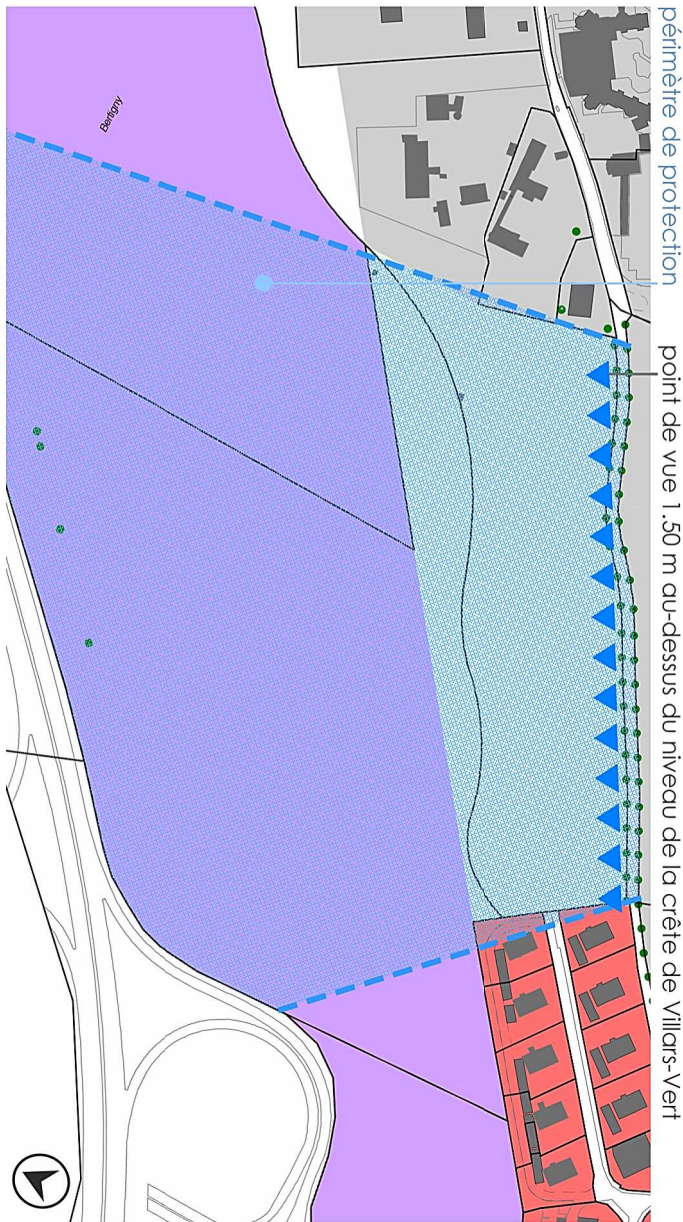 périmètre de protection
point de vue 1.50 m au-dessus du niveau de la crête de Villars-Vert
Bertigny